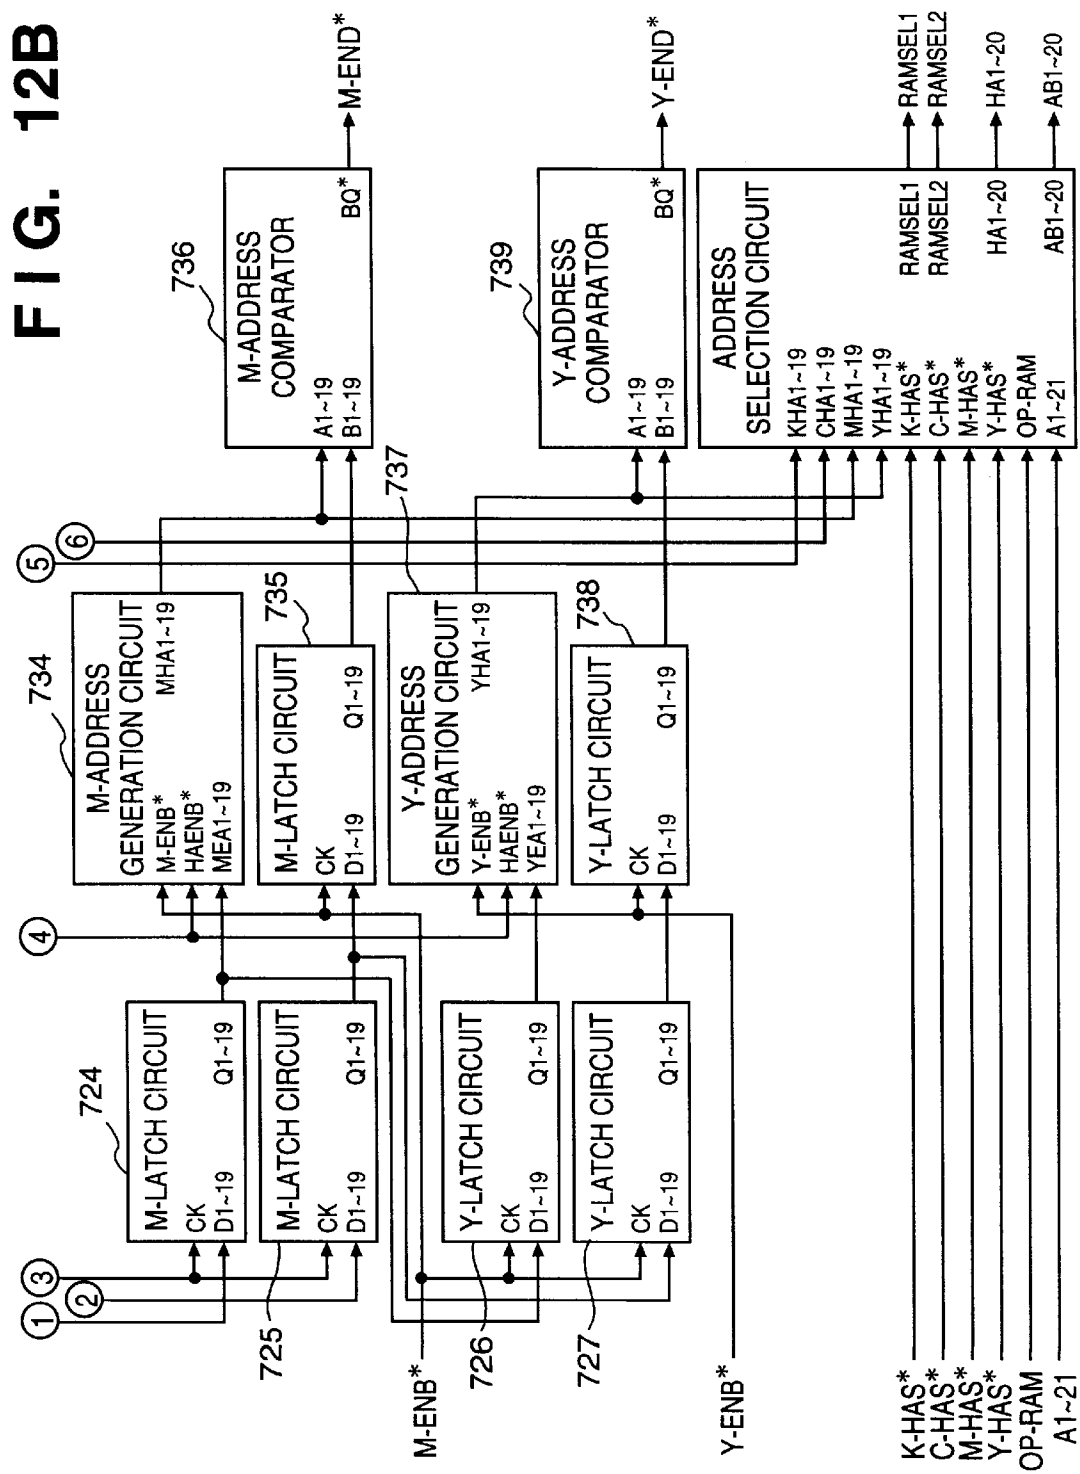 FIG. 12B
1
2
3
4
5
6
724
M-LATCH CIRCUIT
CK
D1~19
Q1~19
725
M-LATCH CIRCUIT
CK
D1~19
Q1~19
726
Y-LATCH CIRCUIT
CK
D1~19
Q1~19
727
Y-LATCH CIRCUIT
CK
D1~19
Q1~19
M-ENB*
Y-ENB*
734
M-ADDRESS
GENERATION CIRCUIT
M-ENB*
HAENB*
MEA1~19
MHA1~19
735
M-LATCH CIRCUIT
CK
D1~19
Q1~19
737
Y-ADDRESS
GENERATION CIRCUIT
Y-ENB*
HAENB*
YEA1~19
YHA1~19
738
Y-LATCH CIRCUIT
CK
D1~19
Q1~19
736
M-ADDRESS
COMPARATOR
A1~19
B1~19
BQ*
M-END*
739
Y-ADDRESS
COMPARATOR
A1~19
B1~19
BQ*
Y-END*
ADDRESS
SELECTION CIRCUIT
KHA1~19
CHA1~19
MHA1~19
YHA1~19
K-HAS*
C-HAS*
M-HAS*
Y-HAS*
OP-RAM
A1~21
RAMSEL1
RAMSEL2
HA1~20
AB1~20
RAMSEL1
RAMSEL2
HA1~20
AB1~20
K-HAS*
C-HAS*
M-HAS*
Y-HAS*
OP-RAM
A1~21